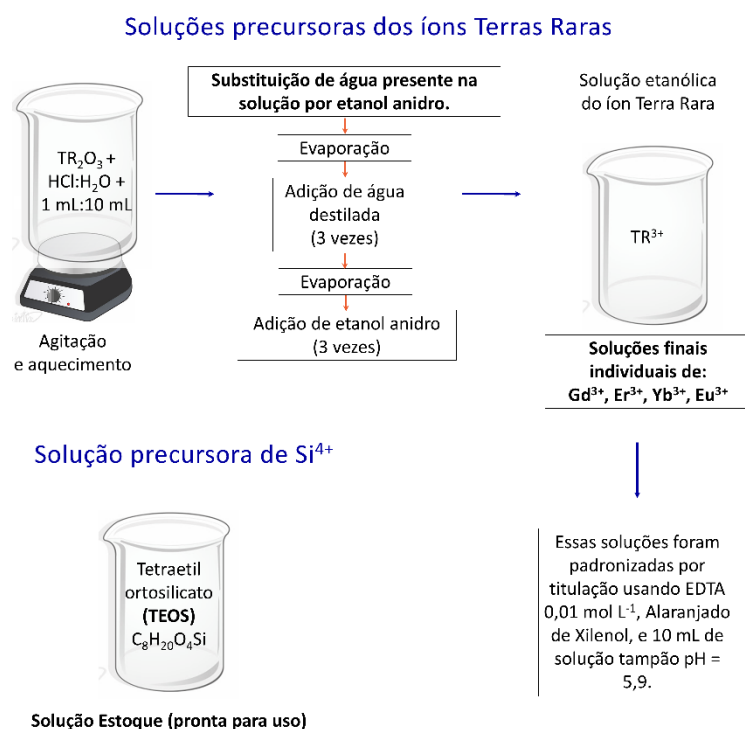 Soluções precursoras dos íons Terras Raras
TR₂O₃ +
HCl:H₂O +
1 mL:10 mL
Agitação
e aquecimento
Substituição de água presente na
solução por etanol anidro.
Evaporação
Adição de água
destilada
(3 vezes)
Evaporação
Adição de etanol anidro
(3 vezes)
Solução etanólica
do íon Terra Rara
TR³⁺
Soluções finais
individuais de:
Gd³⁺, Er³⁺, Yb³⁺, Eu³⁺
Essas soluções foram
padronizadas por
titulação usando EDTA
0,01 mol L⁻¹, Alaranjado
de Xilenol, e 10 mL de
solução tampão pH =
5,9.
Solução precursora de Si⁴⁺
Tetraetil
ortosilicato
(TEOS)
C₈H₂₀O₄Si
Solução Estoque (pronta para uso)